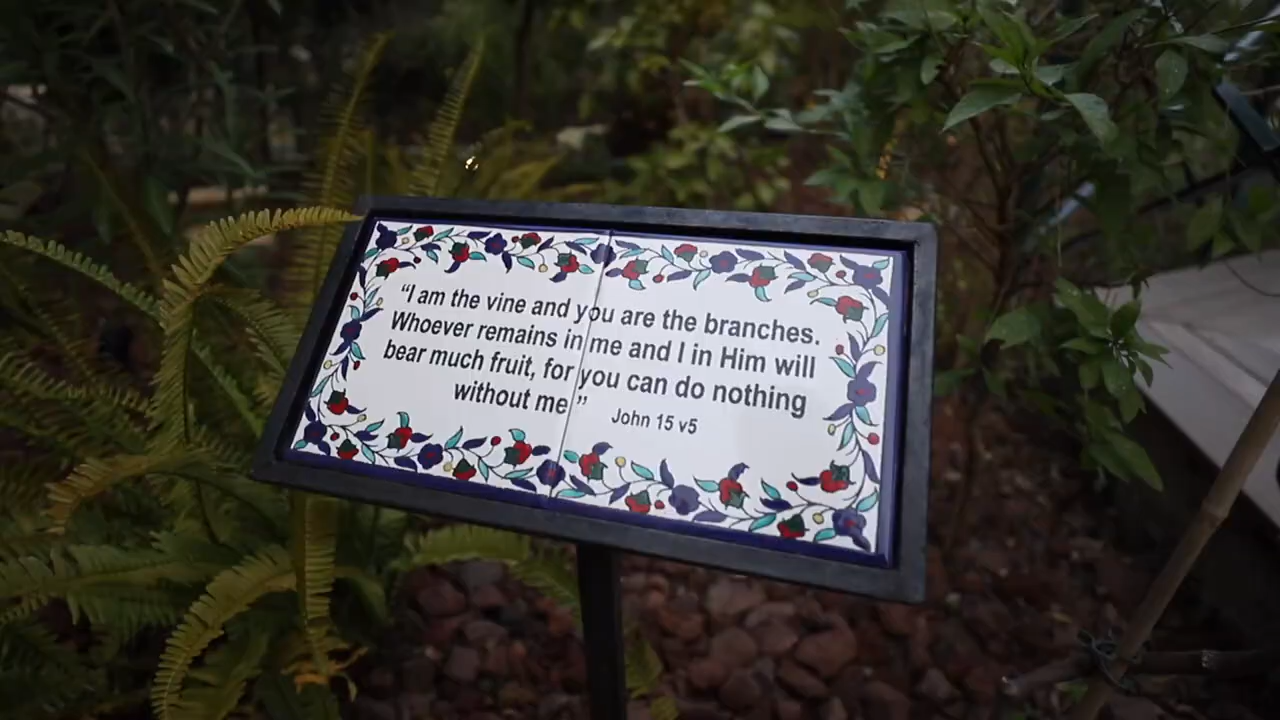 “I am the vine and you are the branches.
Whoever remains in me and I in Him will
bear much fruit, for you can do nothing
without me ”
John 15 v5